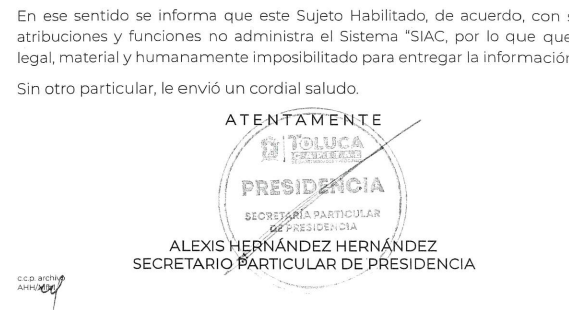 En ese sentido se informa que este Sujeto Habilitado, de acuerdo, con
atribuciones y funciones no administra el Sistema "SIAC, por lo que
legal, material y humanamente imposibilitado para entregar la información
Sin otro particular, le envió un cordial saludo.
ATENTAMENTE
TOLUCA
CAPITAL
PRESIDENCIA
SECRETARÍA PARTICULAR
DE PRESIDENCIA
ALEXIS HERNÁNDEZ HERNÁNDEZ
SECRETARIO PARTICULAR DE PRESIDENCIA
c.c.p. archivo